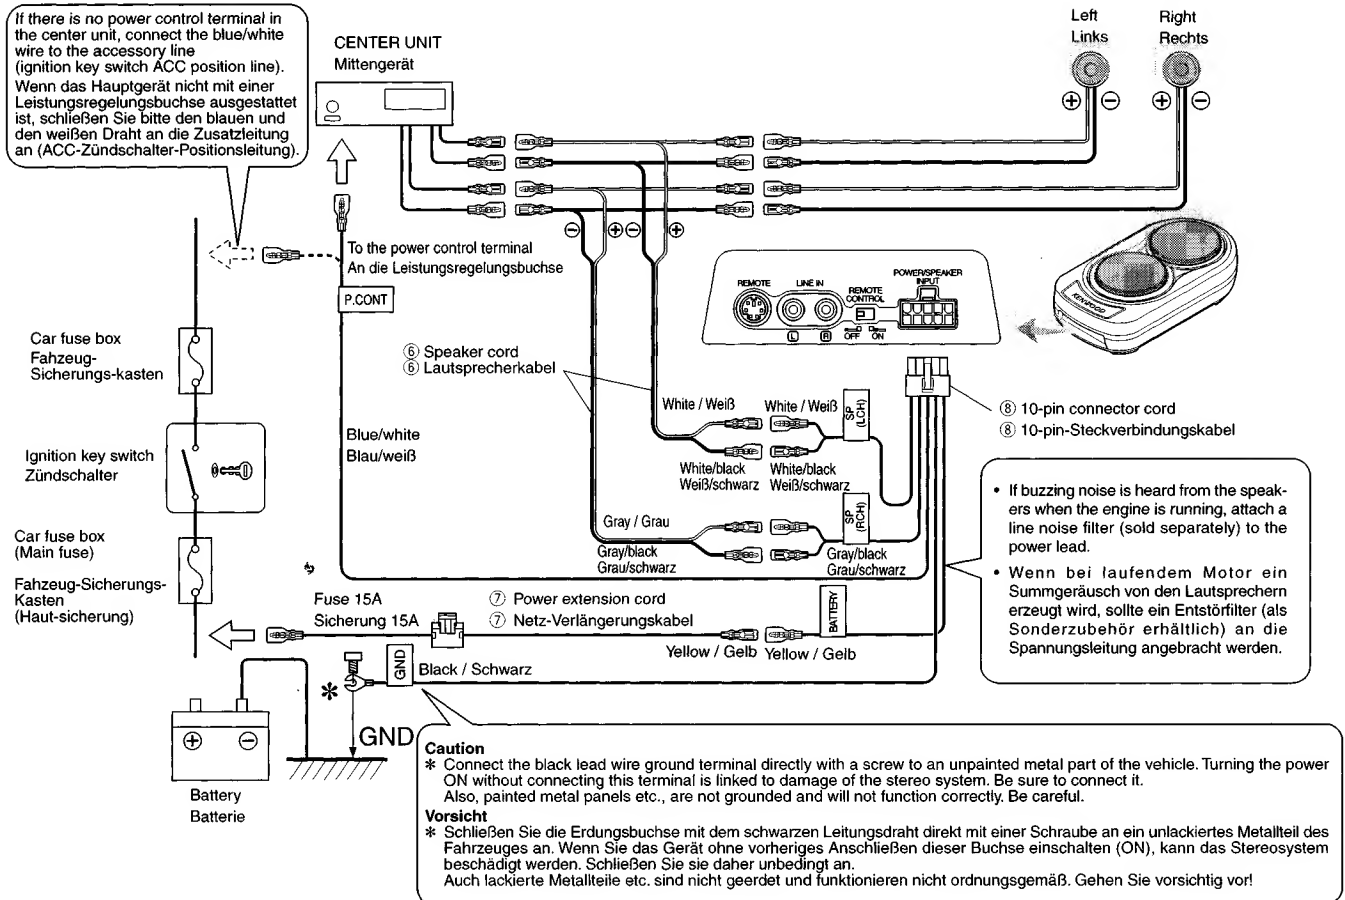 If there is no power control terminal in
the center unit, connect the blue/white
wire to the accessory line
(ignition key switch ACC position line).
Wenn das Hauptgerät nicht mit einer
Leistungsregelungsbuchse ausgestattet
ist, schließen Sie bitte den blauen und
den weißen Draht an die Zusatzleitung
an (ACC-Zündschalter-Positionsleitung).
CENTER UNIT
Mittengerät
Left
Links
Right
Rechts
⊕ ⊖ ⊕ ⊖
⊖ ⊕ ⊖ ⊕
To the power control terminal
An die Leistungsregelungsbuchse
P.CONT
REMOTE
LINE IN
REMOTE
CONTROL
POWER/SPEAKER
INPUT
L R OFF ON
KENWOOD
Car fuse box
Fahzeug-
Sicherungs-kasten
⑥ Speaker cord
⑥ Lautsprecherkabel
White / Weiß
White / Weiß
SP
(LCH)
⑧ 10-pin connector cord
⑧ 10-pin-Steckverbindungskabel
Blue/white
Blau/weiß
Ignition key switch
Zündschalter
White/black
Weiß/schwarz
White/black
Weiß/schwarz
Gray / Grau
SP
(RCH)
Gray/black
Grau/schwarz
Gray/black
Grau/schwarz
Car fuse box
(Main fuse)
Fahzeug-Sicherungs-
Kasten
(Haut-sicherung)
• If buzzing noise is heard from the speak-
ers when the engine is running, attach a
line noise filter (sold separately) to the
power lead.
• Wenn bei laufendem Motor ein
Summgeräusch von den Lautsprechern
erzeugt wird, sollte ein Entstörfilter (als
Sonderzubehör erhältlich) an die
Spannungsleitung angebracht werden.
Fuse 15A
Sicherung 15A
⑦ Power extension cord
⑦ Netz-Verlängerungskabel
BATTERY
Yellow / Gelb
Yellow / Gelb
GND
Black / Schwarz
*
GND
⊕ ⊖
Battery
Batterie
Caution
* Connect the black lead wire ground terminal directly with a screw to an unpainted metal part of the vehicle. Turning the power
ON without connecting this terminal is linked to damage of the stereo system. Be sure to connect it.
Also, painted metal panels etc., are not grounded and will not function correctly. Be careful.
Vorsicht
* Schließen Sie die Erdungsbuchse mit dem schwarzen Leitungsdraht direkt mit einer Schraube an ein unlackiertes Metallteil des
Fahrzeuges an. Wenn Sie das Gerät ohne vorheriges Anschließen dieser Buchse einschalten (ON), kann das Stereosystem
beschädigt werden. Schließen Sie sie daher unbedingt an.
Auch lackierte Metallteile etc. sind nicht geerdet und funktionieren nicht ordnungsgemäß. Gehen Sie vorsichtig vor!